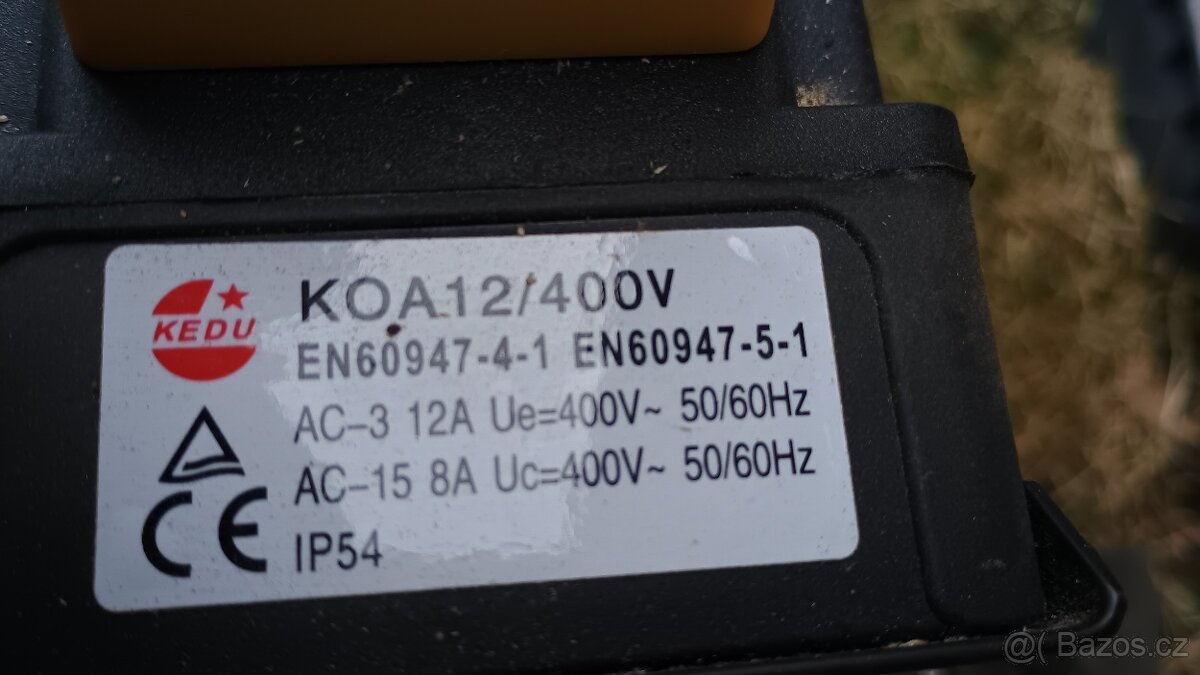 KEDU
KOA12/400V
EN60947-4-1 EN60947-5-1
AC-3 12A Ue=400V~ 50/60Hz
AC-15 8A Uc=400V~ 50/60Hz
CE
IP54
@( Bazos.cz